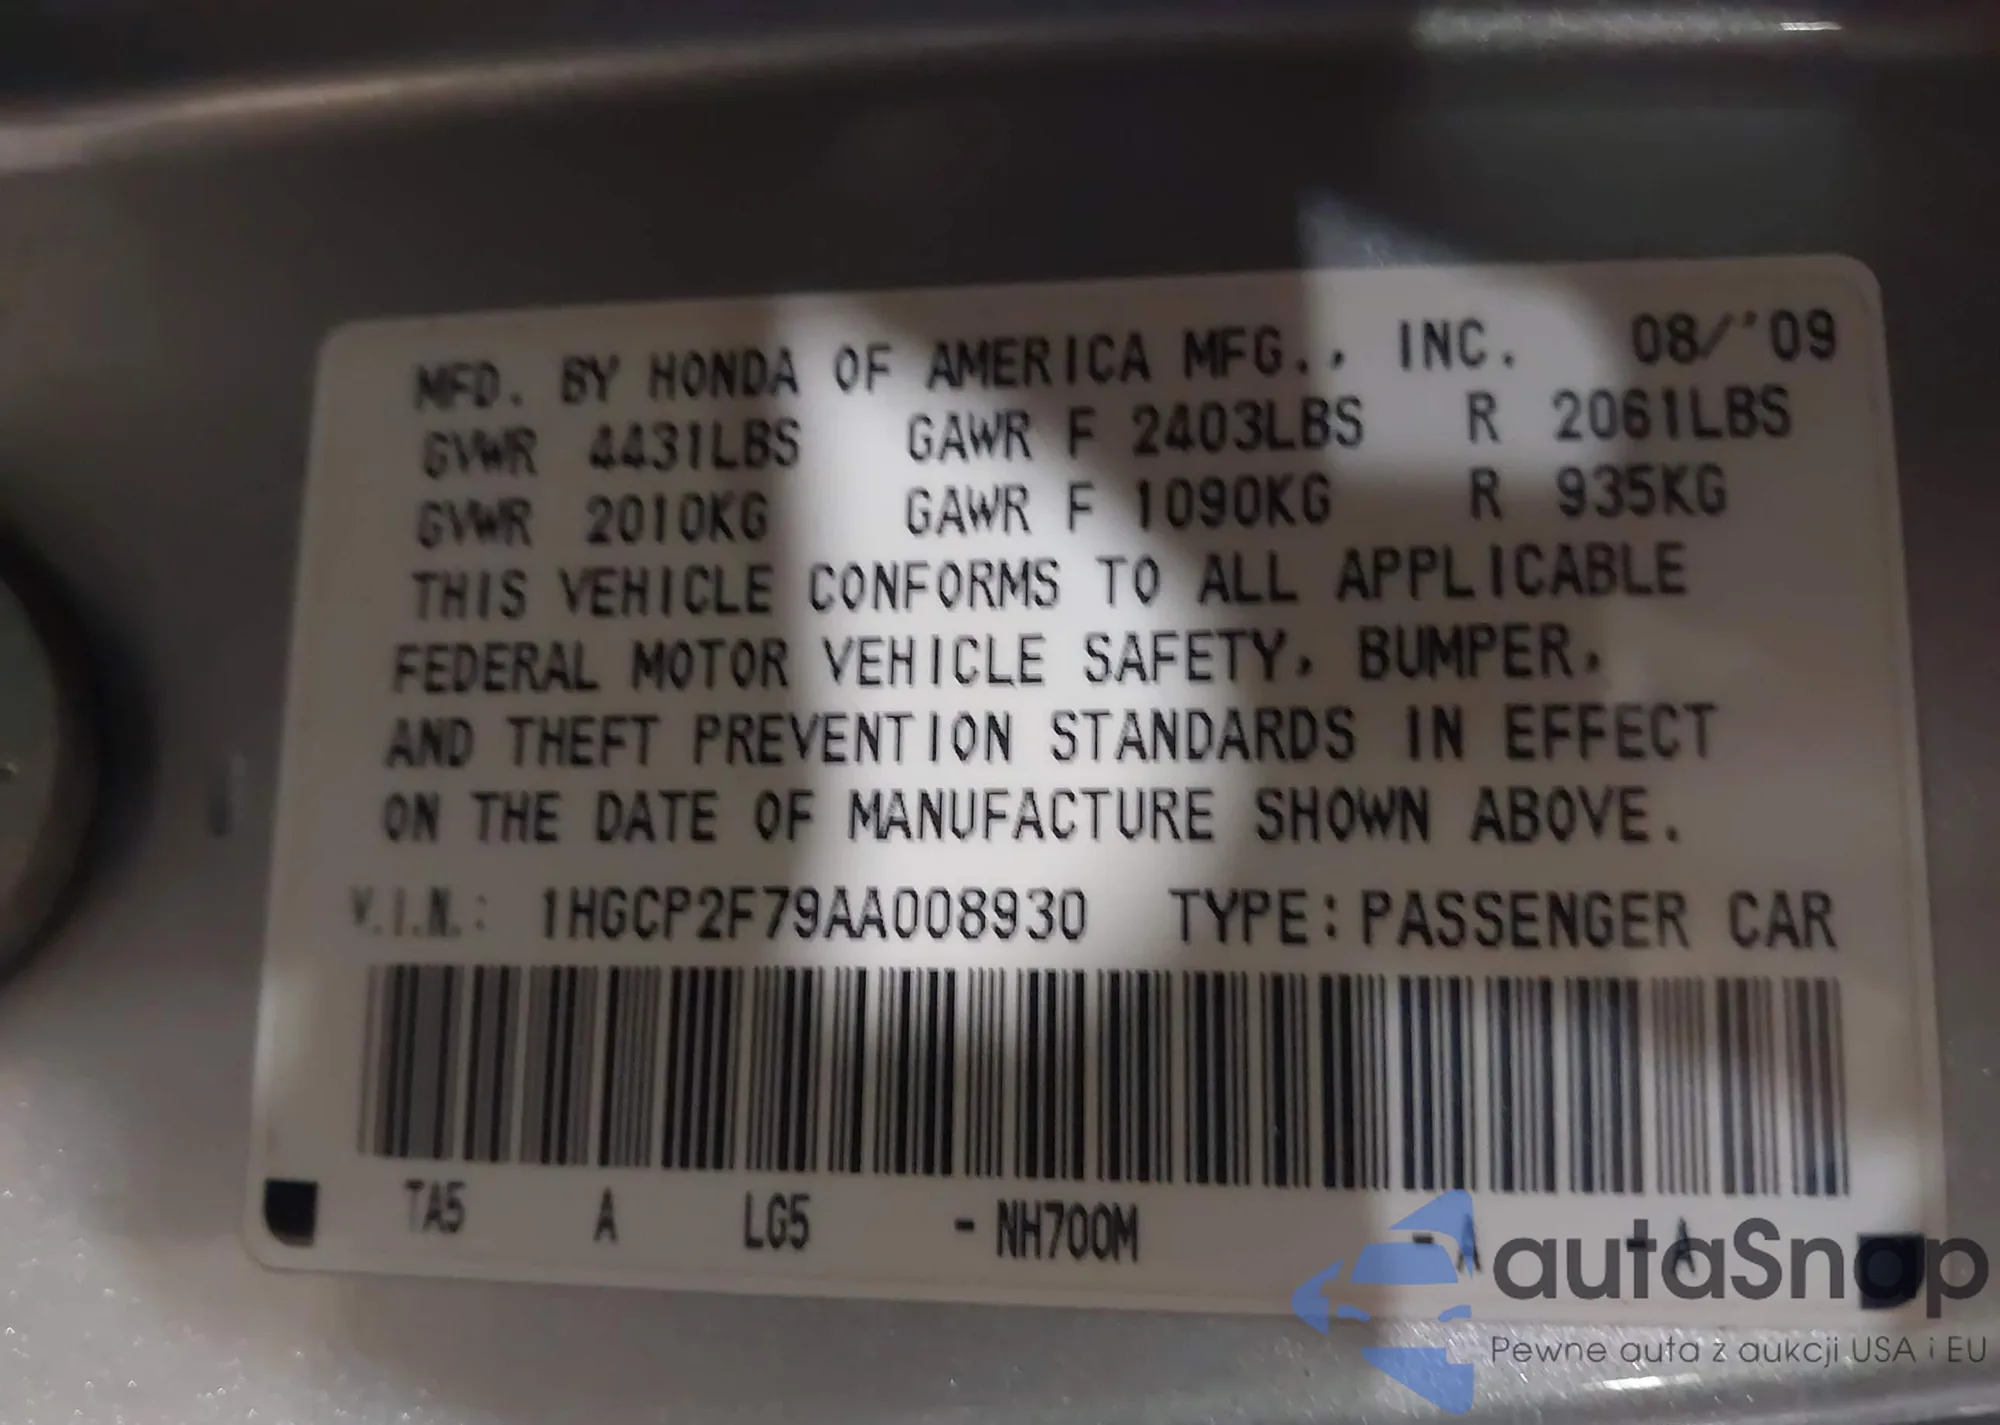 MFD. BY HONDA OF AMERICA MFG., INC. 08/'09
GVWR 4431LBS GAWR F 2403LBS R 2061LBS
GVWR 2010KG GAWR F 1090KG R 935KG
THIS VEHICLE CONFORMS TO ALL APPLICABLE
FEDERAL MOTOR VEHICLE SAFETY, BUMPER,
AND THEFT PREVENTION STANDARDS IN EFFECT
ON THE DATE OF MANUFACTURE SHOWN ABOVE.
V.I.N.: 1HGCP2F79AA008930 TYPE:PASSENGER CAR
TA5 A LG5 -NH700M -A -A
autaSnap
Pewne auta z aukcji USA i EU